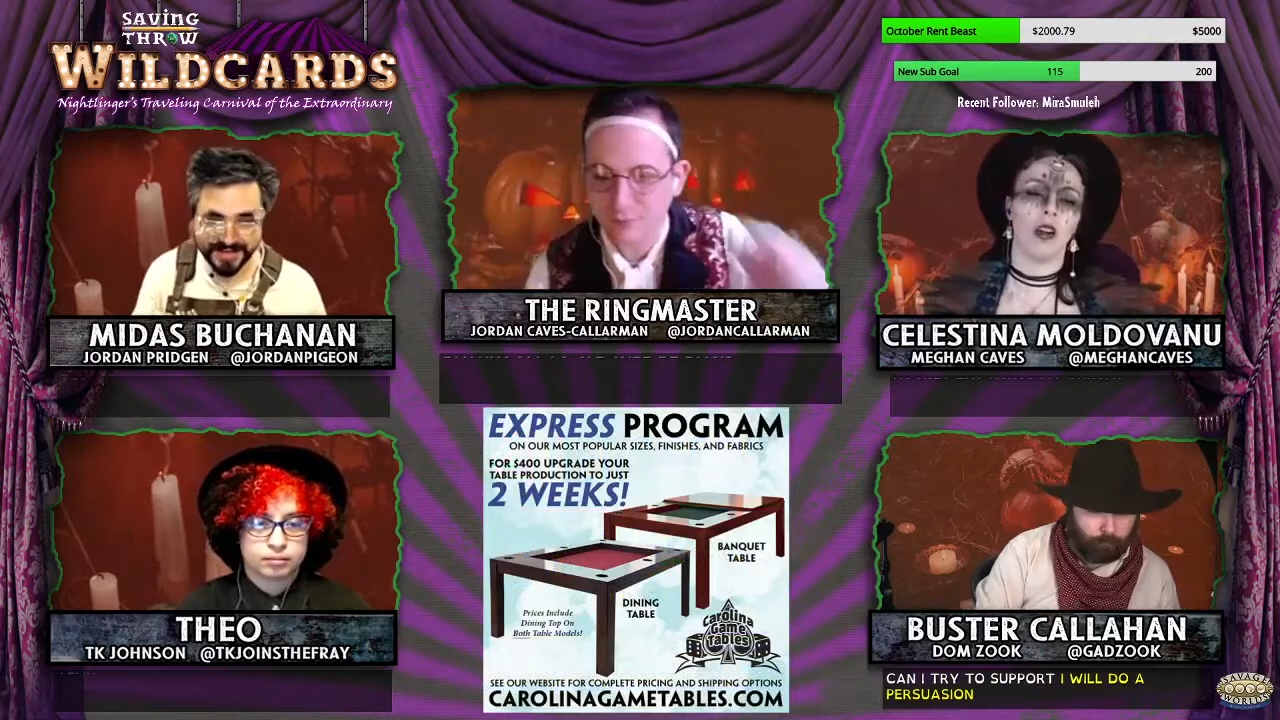 SAVING
THROW
WILDCARDS
Nightlinger's Traveling Carnival of the Extraordinary
October Rent Beast $2000.79 $5000
New Sub Goal 115 200
Recent Follower: MiraSmuleh
MIDAS BUCHANAN
JORDAN PRIDGEN @JORDANPIGEON
THE RINGMASTER
JORDAN CAVES-CALLARMAN @JORDANCALLARMAN
CELESTINA MOLDOVANU
MEGHAN CAVES @MEGHANCAVES
THEO
TK JOHNSON @TKJOINSTHEFRAY
EXPRESS PROGRAM
ON OUR MOST POPULAR SIZES, FINISHES, AND FABRICS
FOR $400 UPGRADE YOUR
TABLE PRODUCTION TO JUST
2 WEEKS!
BANQUET
TABLE
DINING
TABLE
Prices Include
Dining Top On
Both Table Models!
Carolina
Game
Tables
SEE OUR WEBSITE FOR COMPLETE PRICING AND SHIPPING OPTIONS
CAROLINAGAMETABLES.COM
BUSTER CALLAHAN
DOM ZOOK @GADZOOK
CAN I TRY TO SUPPORT I WILL DO A
PERSUASION
SAVAGE
WORLDS